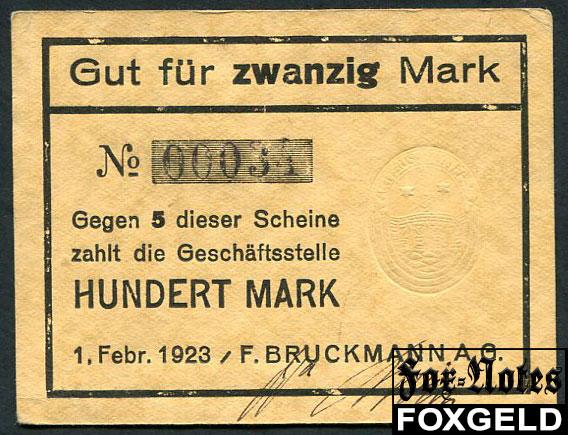 Gut für zwanzig Mark
№ 00034
Gegen 5 dieser Scheine
zahlt die Geschäftsstelle
HUNDERT MARK
1. Febr. 1923 / F. BRUCKMANN A.G.
Fox-Notes
FOXGELD